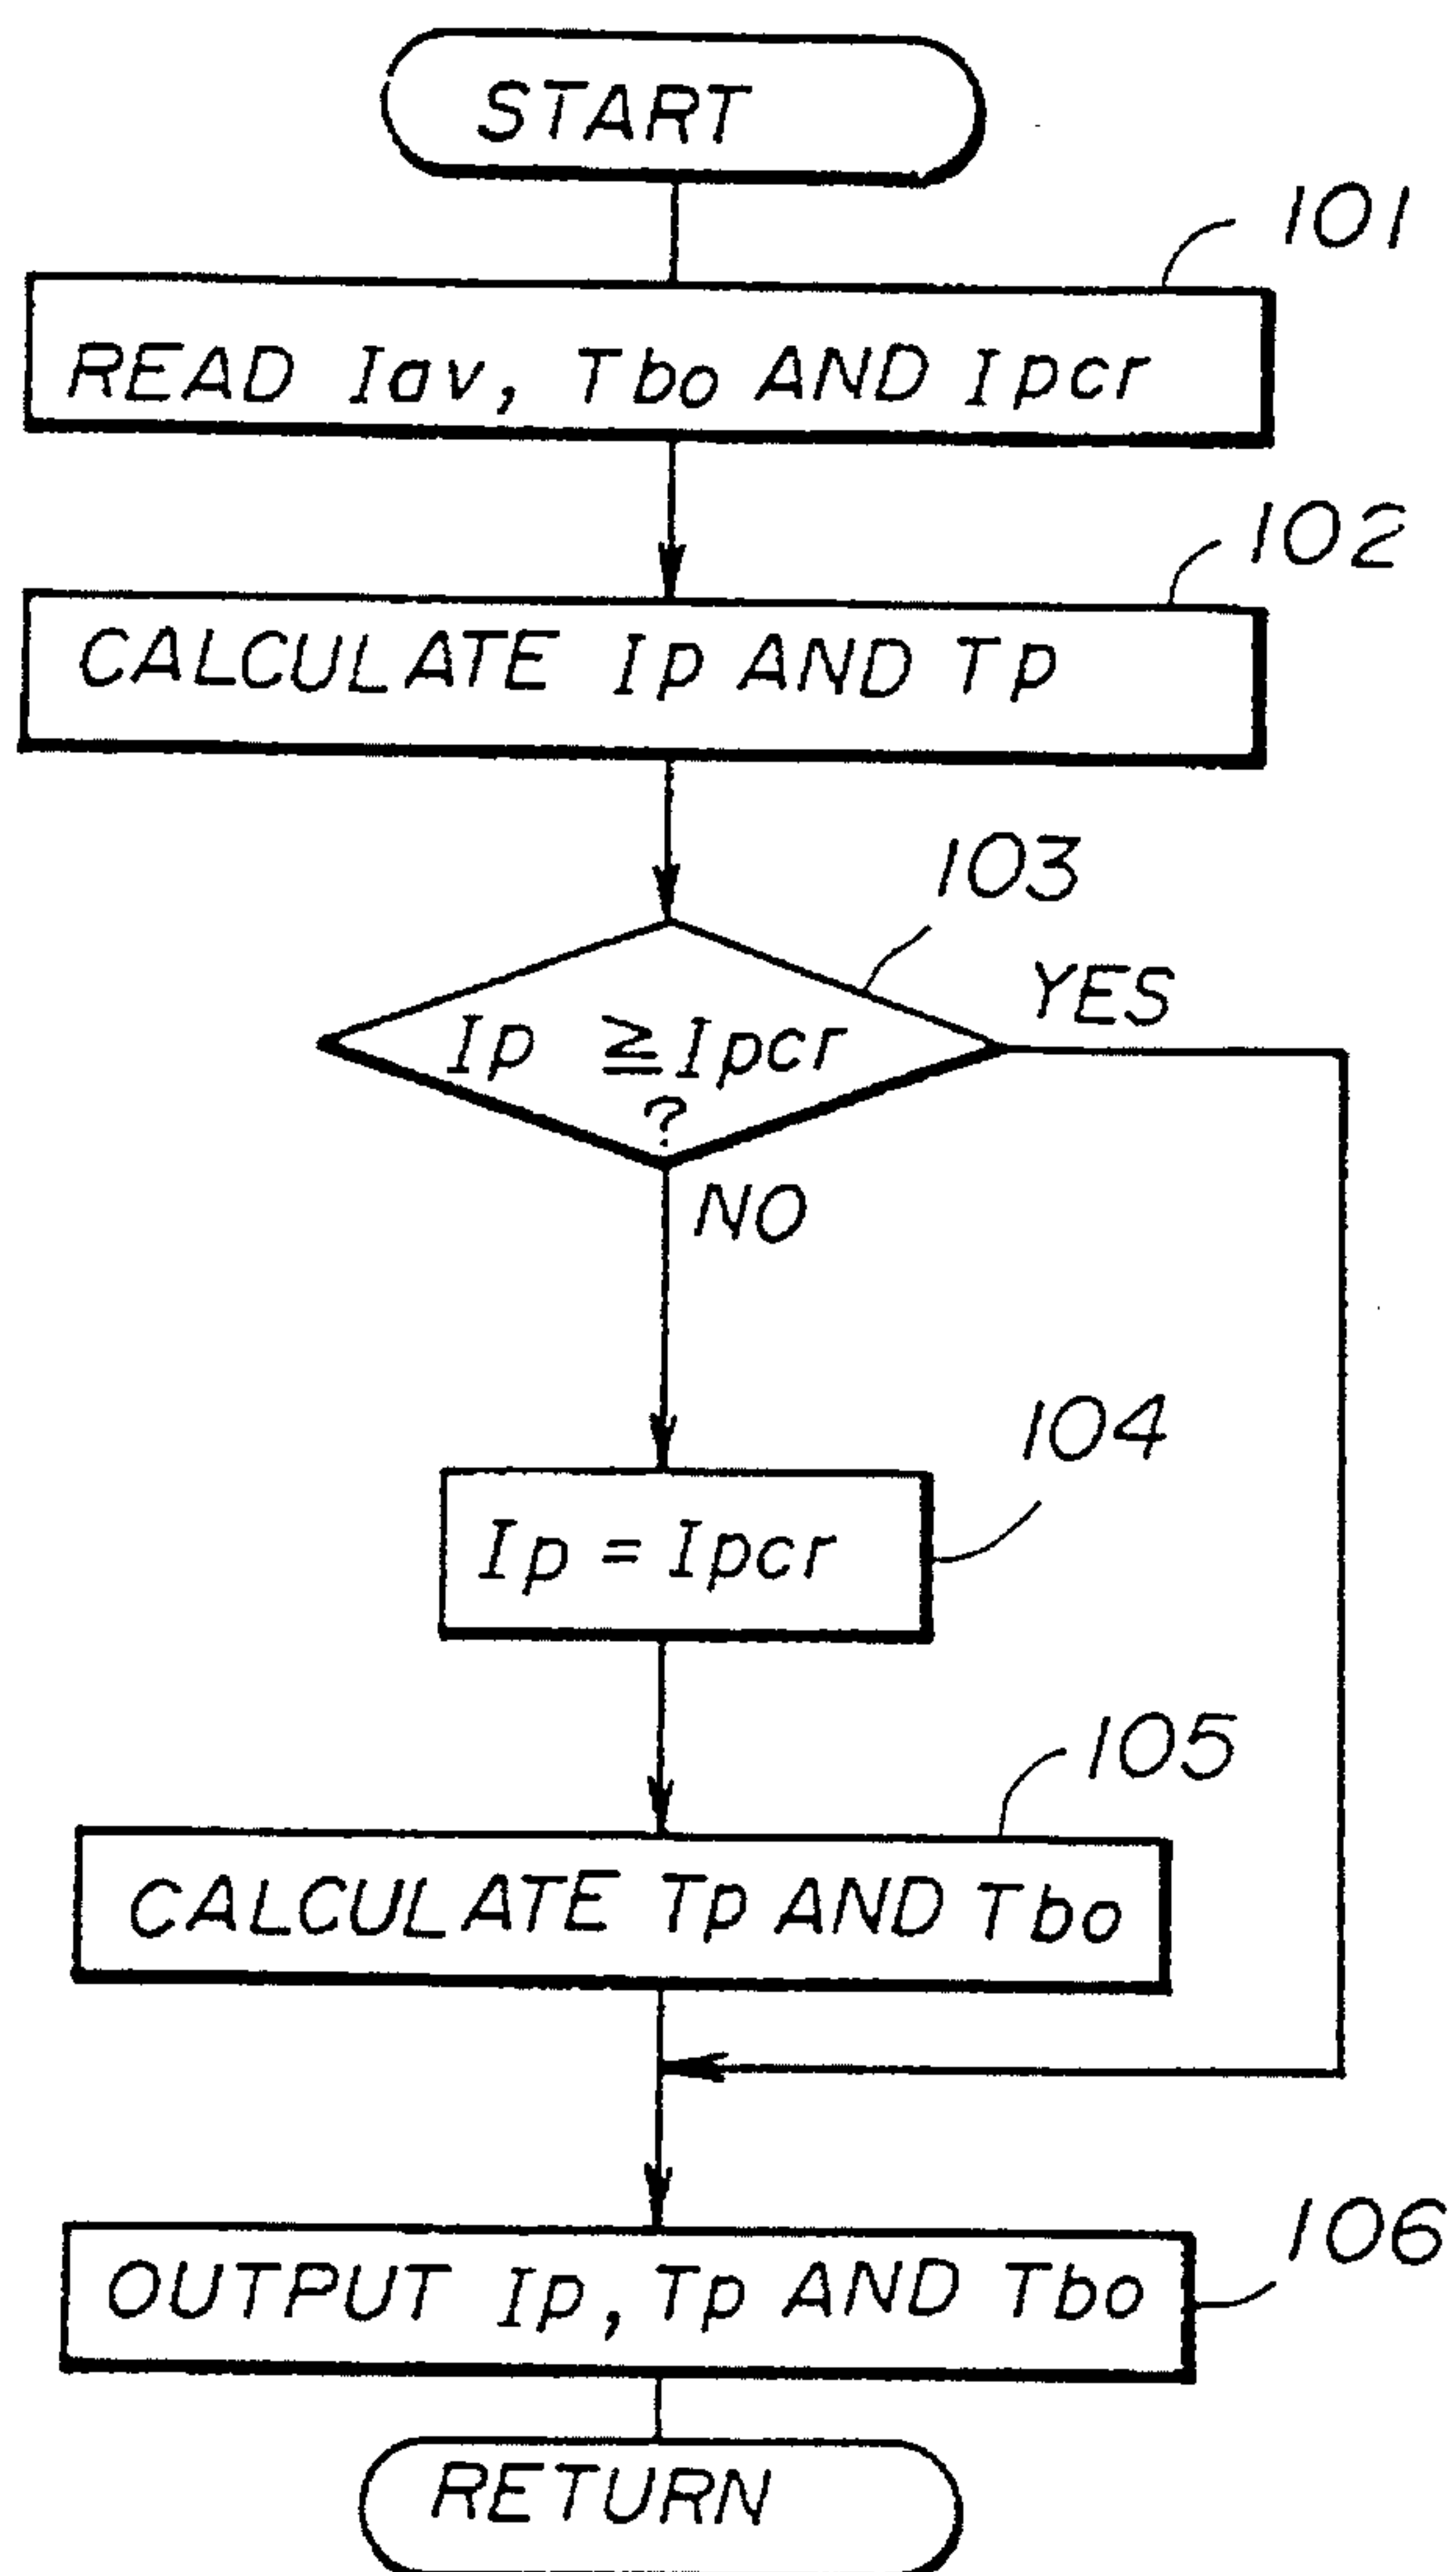 START
101
READ Iav, Tbo AND Ipcr
102
CALCULATE Ip AND Tp
103
YES
Ip ≧ Ipcr
?
NO
104
Ip = Ipcr
105
CALCULATE Tp AND Tbo
106
OUTPUT Ip, Tp AND Tbo
RETURN